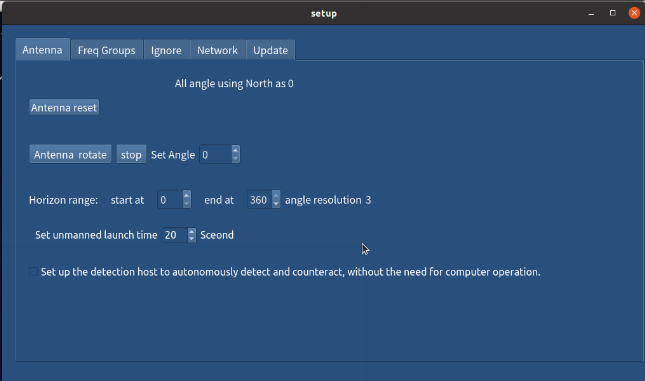 setup
Antenna Freq Groups Ignore Network Update
All angle using North as 0
Antenna reset
Antenna rotate stop Set Angle 0
Horizon range: start at 0 end at 360 angle resolution 3
Set unmanned launch time 20 Sceond
Set up the detection host to autonomously detect and counteract, without the need for computer operation.